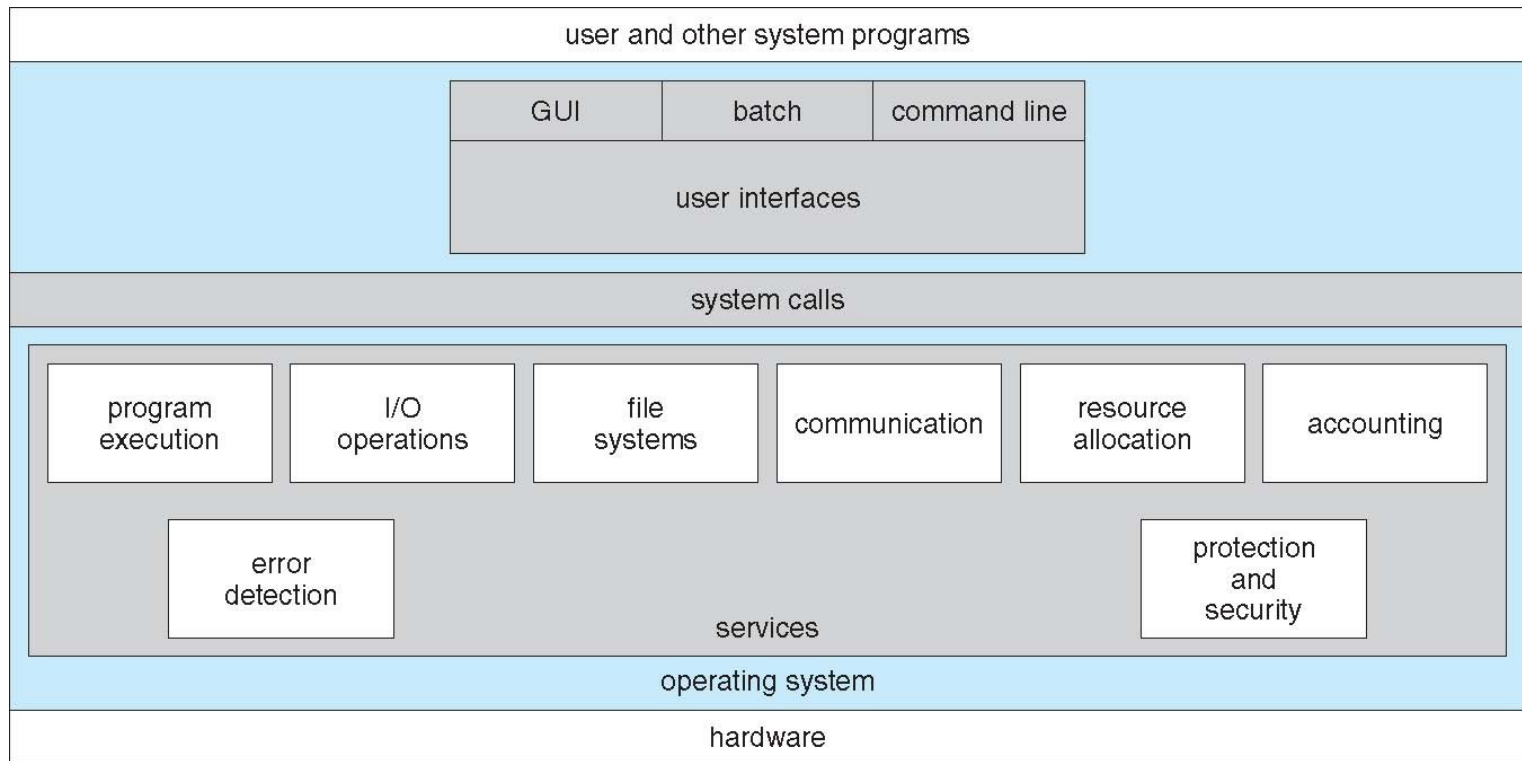 user and other system programs
GUI
batch
command line
user interfaces
system calls
program
execution
I/O
operations
file
systems
communication
resource
allocation
accounting
error
detection
protection
and
security
services
operating system
hardware